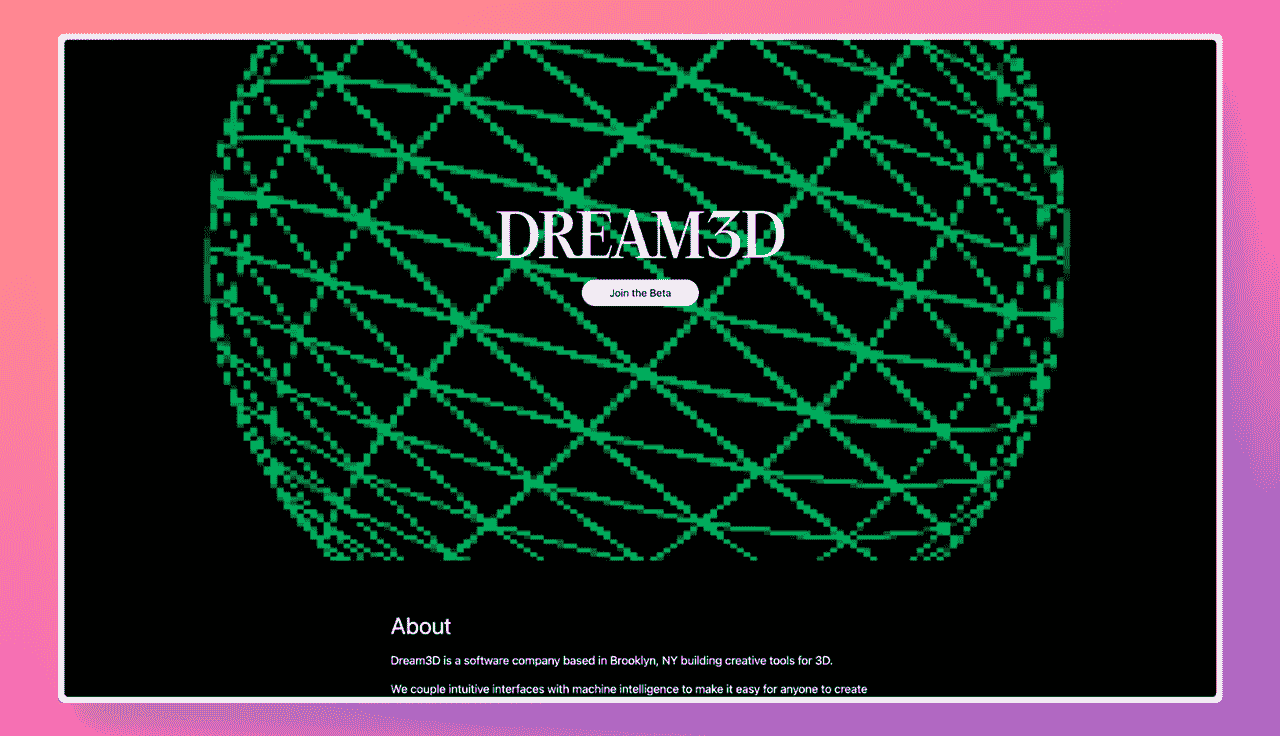 DREAM3D
Join the Beta
About
Dream3D is a software company based in Brooklyn, NY building creative tools for 3D.
We couple intuitive interfaces with machine intelligence to make it easy for anyone to create